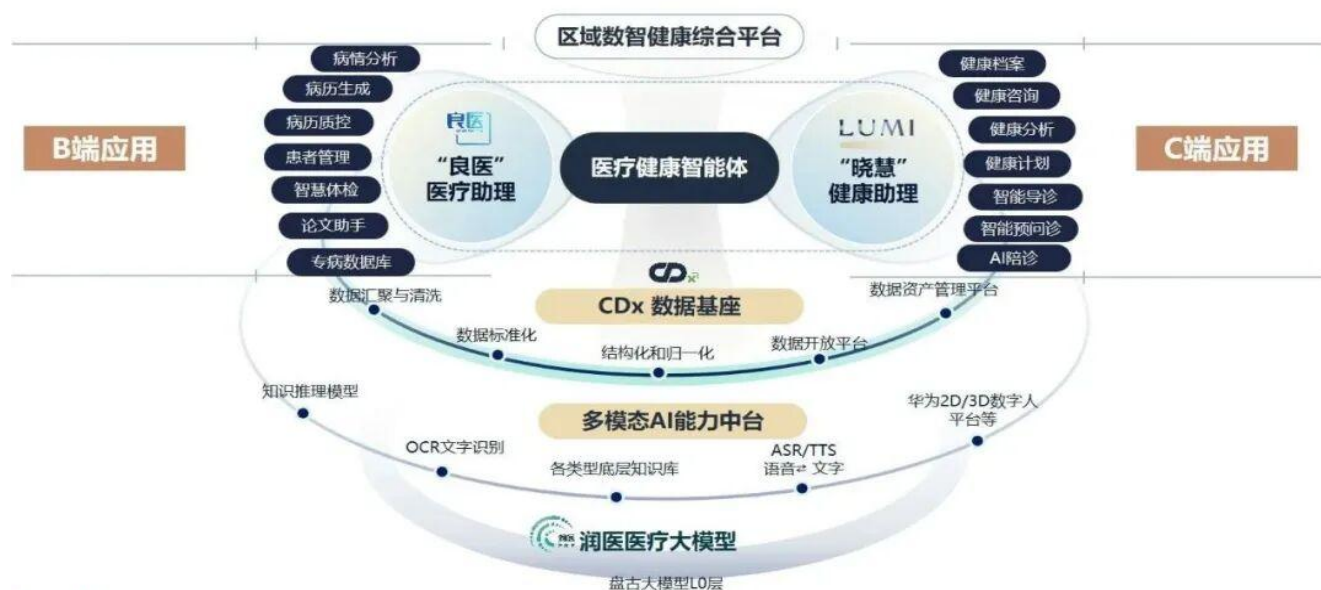 区域数智健康综合平台
B端应用
病情分析
病历生成
病历质控
患者管理
智慧体检
论文助手
专病数据库
良医
“良医”
医疗助理
医疗健康智能体
LUMI
“晓慧”
健康助理
健康档案
健康咨询
健康分析
健康计划
智能导诊
智能预问诊
AI陪诊
C端应用
CDx 数据基座
数据汇聚与清洗
数据标准化
结构化和归一化
数据开放平台
数据资产管理平台
多模态AI能力中台
知识推理模型
OCR文字识别
各类型底层知识库
ASR/TTS
语音⇌文字
华为2D/3D数字人
平台等
润医医疗大模型
盘古大模型L0层